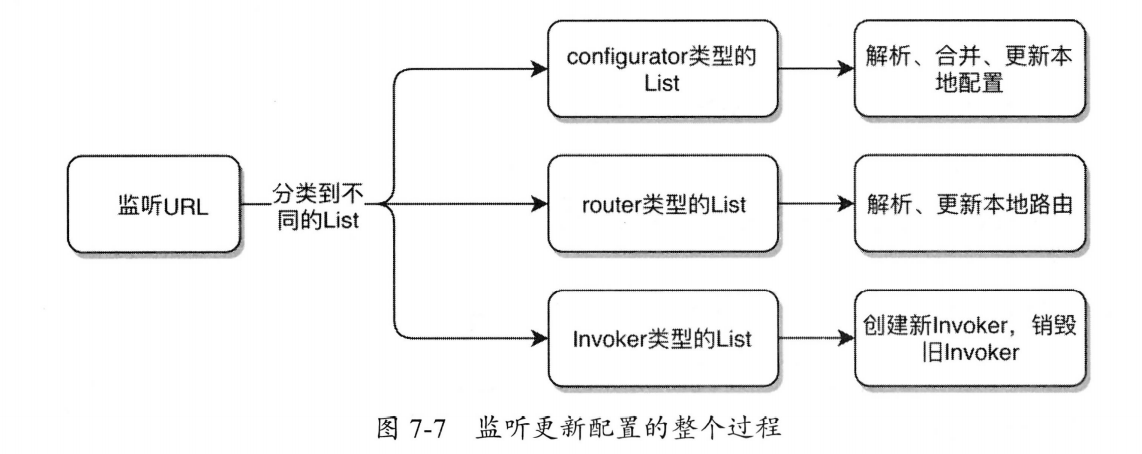 configurator类型的
List
解析、合并、更新本
地配置
监听URL
分类到不
同的List
router类型的List
解析、更新本地路由
Invoker类型的List
创建新Invoker，销毁
旧Invoker
图 7-7 监听更新配置的整个过程